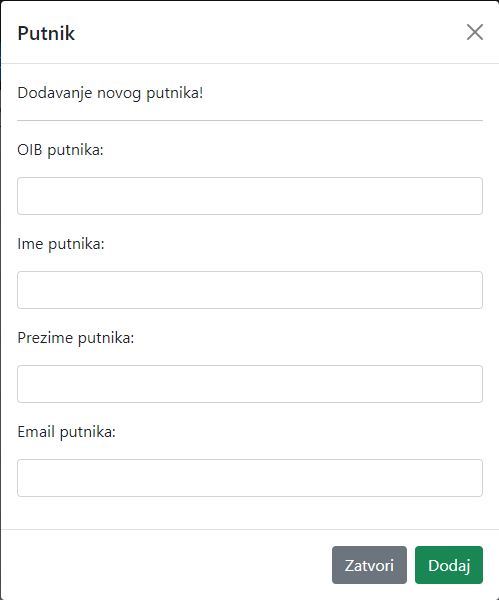 Putnik
Dodavanje novog putnika!
OIB putnika:
Ime putnika:
Prezime putnika:
Email putnika:
Zatvori Dodaj